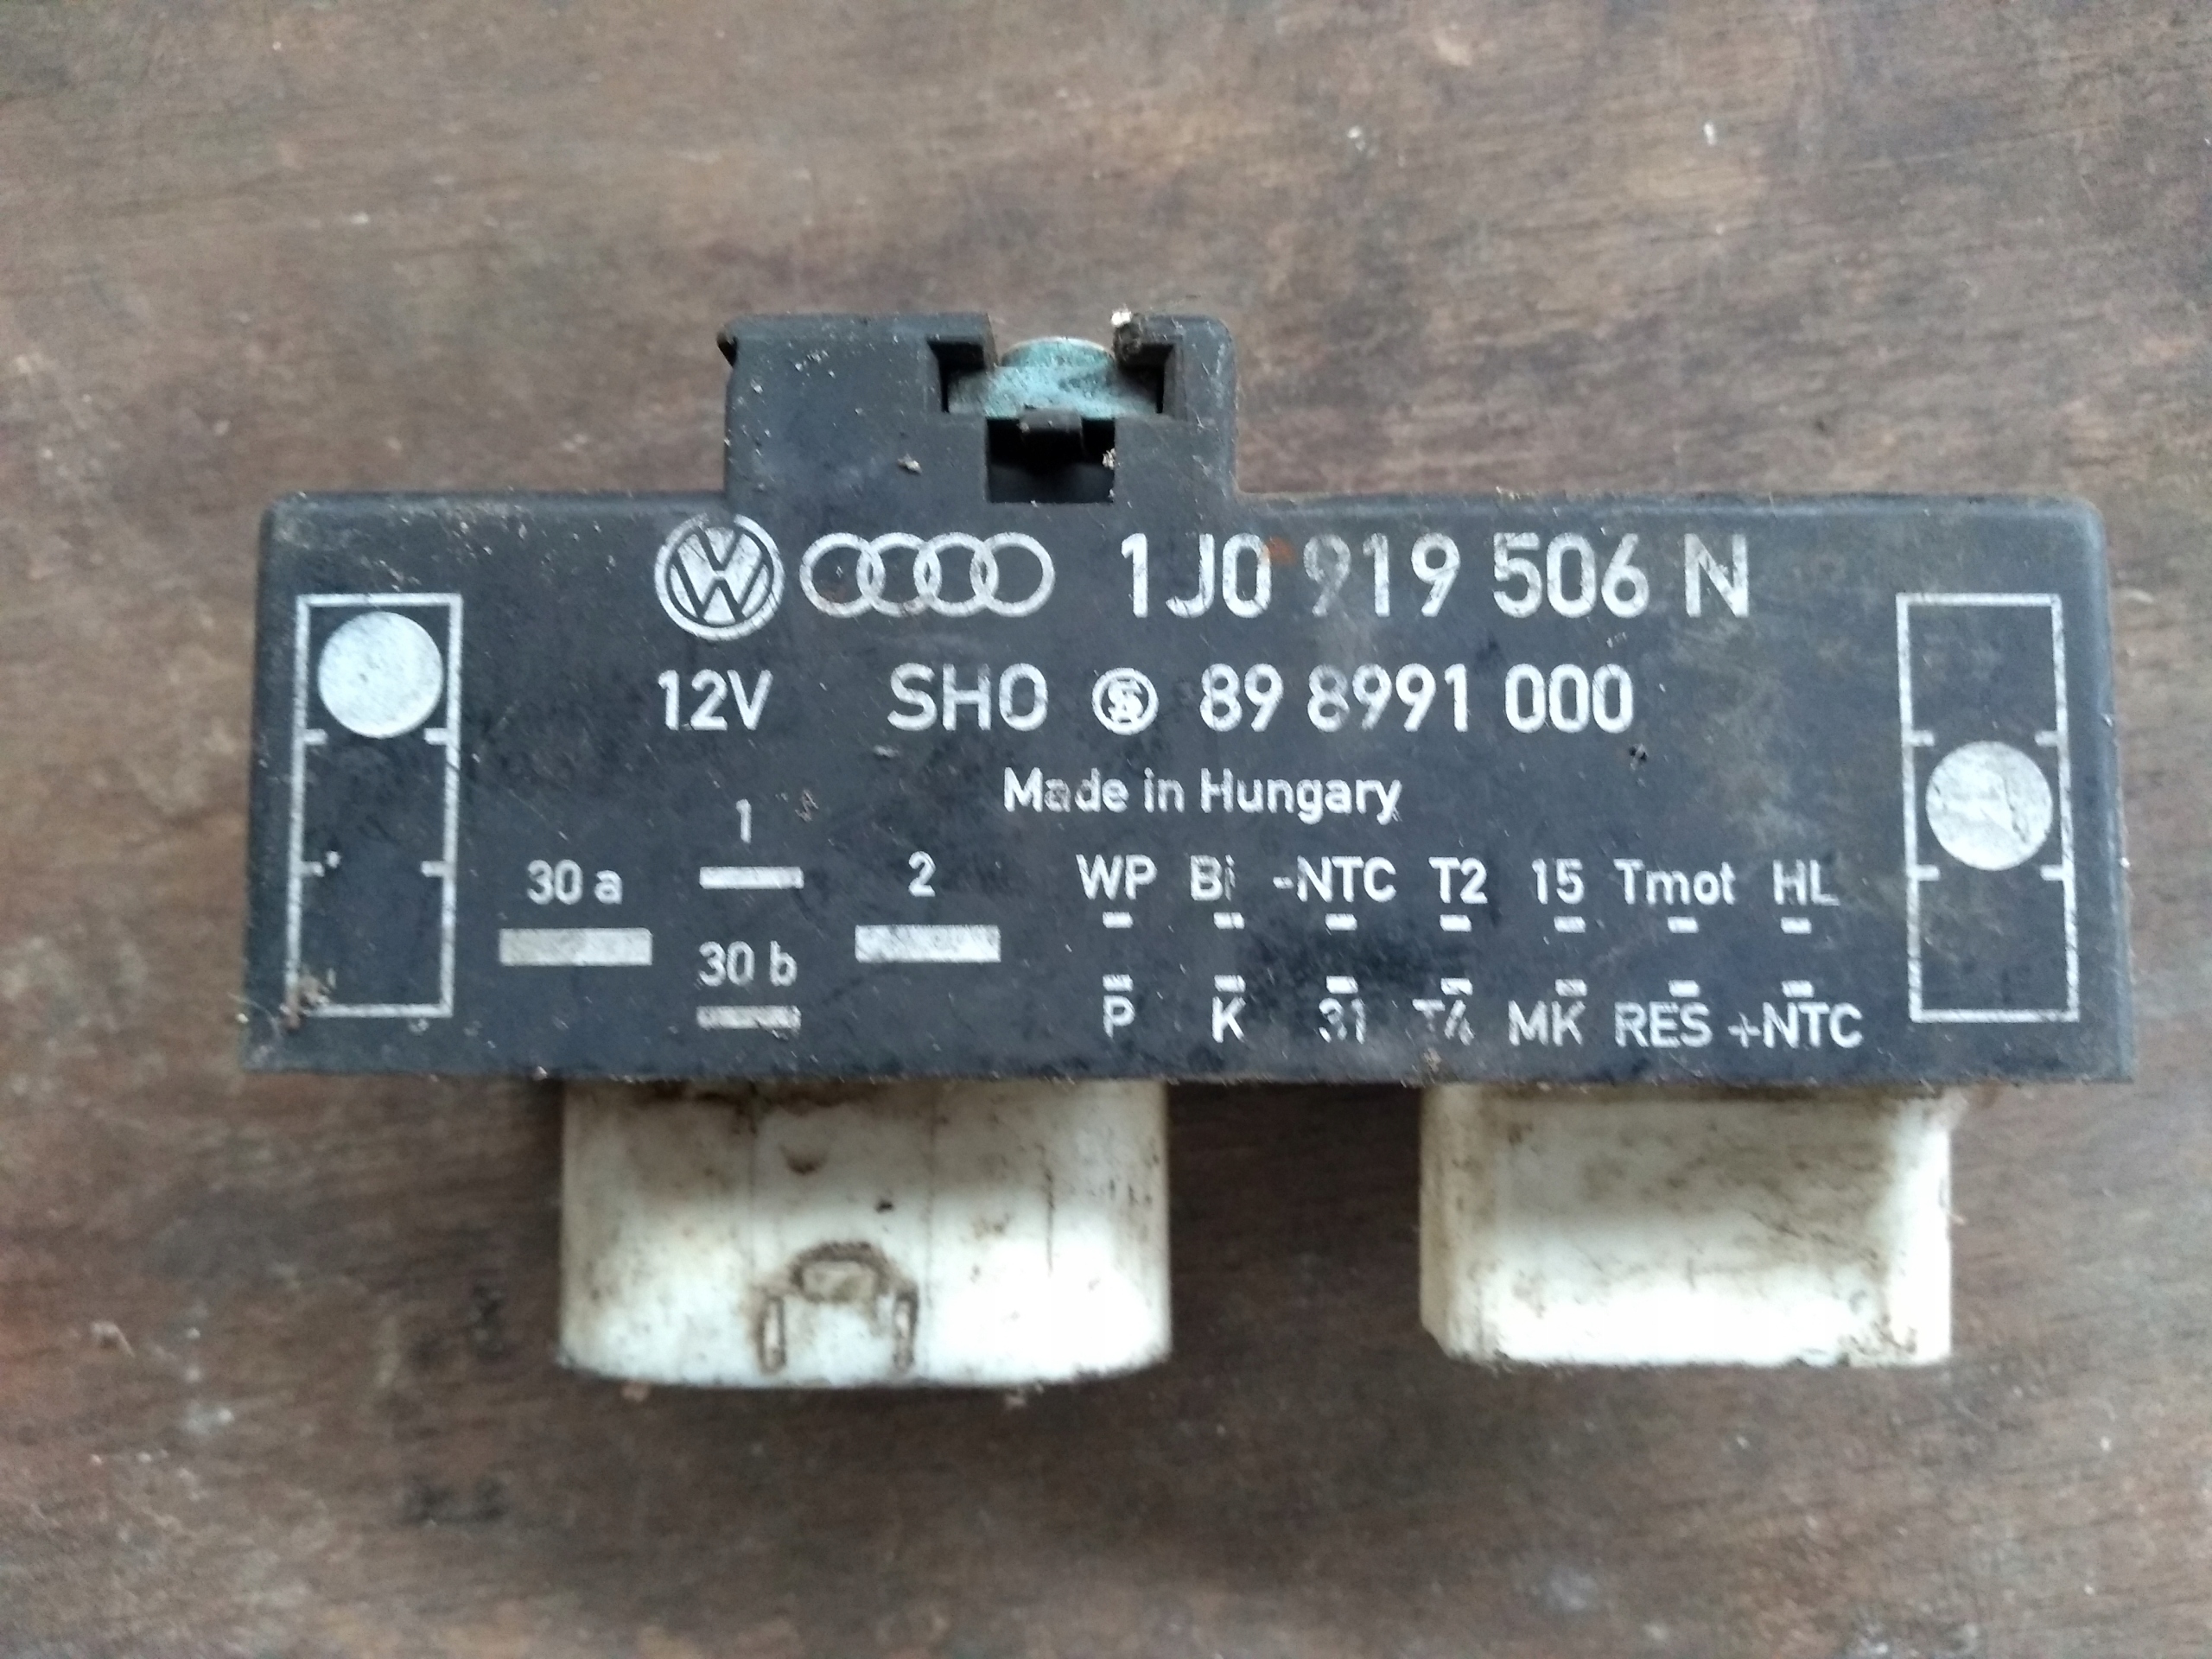 1J0 919 506 N
12V SHO 89 8991 000
Made in Hungary
1
30 a 2 WP Bi -NTC T2 15 Tmot HL
30 b
P K 31 T4 MK RES +NTC